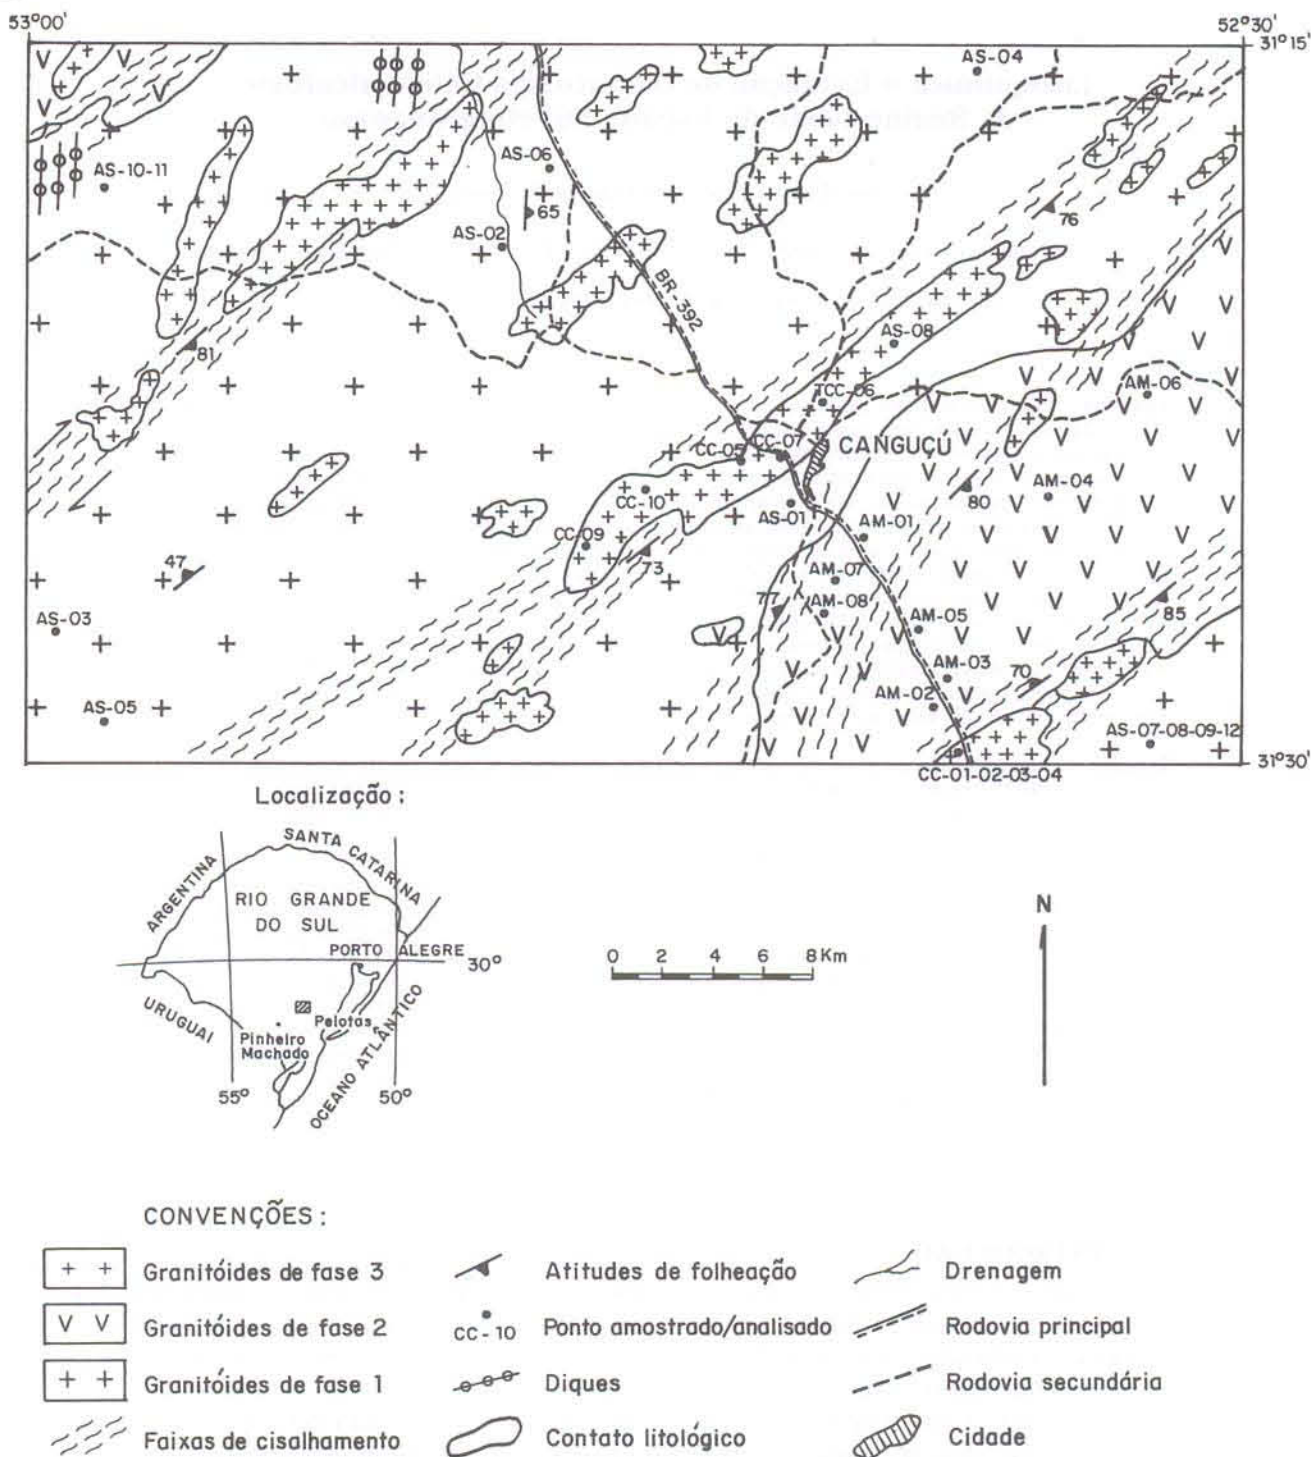 53°00'
52°30'
31°15'
AS-04
AS-06
AS-10-11
65
76
AS-02
BR-392
AS-08
81
AM-06
TCC-06
CC-07
CC-05
CANGUÇÚ
CC-10
AM-04
80
AS-01
AM-01
CC-09
73
47
AM-07
77
AM-08
85
AS-03
AM-05
AM-03
70
AM-02
AS-05
AS-07-08-09-12
31°30'
CC-01-02-03-04
Localização :
SANTA CATARINA
ARGENTINA
RIO GRANDE
DO SUL
PORTO ALEGRE
30°
URUGUAI
Pelotas
Pinheiro
Machado
OCEANO ATLÂNTICO
55°
50°
0 2 4 6 8 Km
N
CONVENÇÕES :
Granitóides de fase 3
Atitudes de folheação
Drenagem
Granitóides de fase 2
CC-10
Ponto amostrado/analisado
Rodovia principal
Granitóides de fase 1
Diques
Rodovia secundária
Faixas de cisalhamento
Contato litológico
Cidade